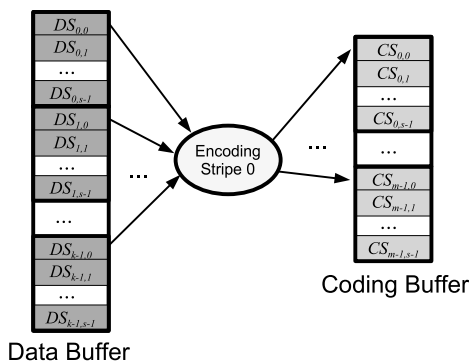 DS0,0
DS0,1
...
DS0,s-1
DS1,0
DS1,1
...
DS1,s-1
...
DSk-1,0
DSk-1,1
...
DSk-1,s-1
Data Buffer
...
Encoding
Stripe 0
...
CS0,0
CS0,1
...
CS0,s-1
...
CSm-1,0
CSm-1,1
...
CSm-1,s-1
Coding Buffer